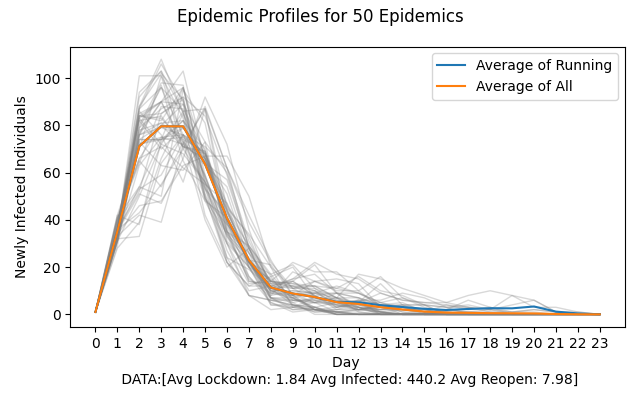 Epidemic Profiles for 50 Epidemics
Average of Running
Average of All
Newly Infected Individuals
100
80
60
40
20
0
0 1 2 3 4 5 6 7 8 9 10 11 12 13 14 15 16 17 18 19 20 21 22 23
Day
DATA:[Avg Lockdown: 1.84 Avg Infected: 440.2 Avg Reopen: 7.98]